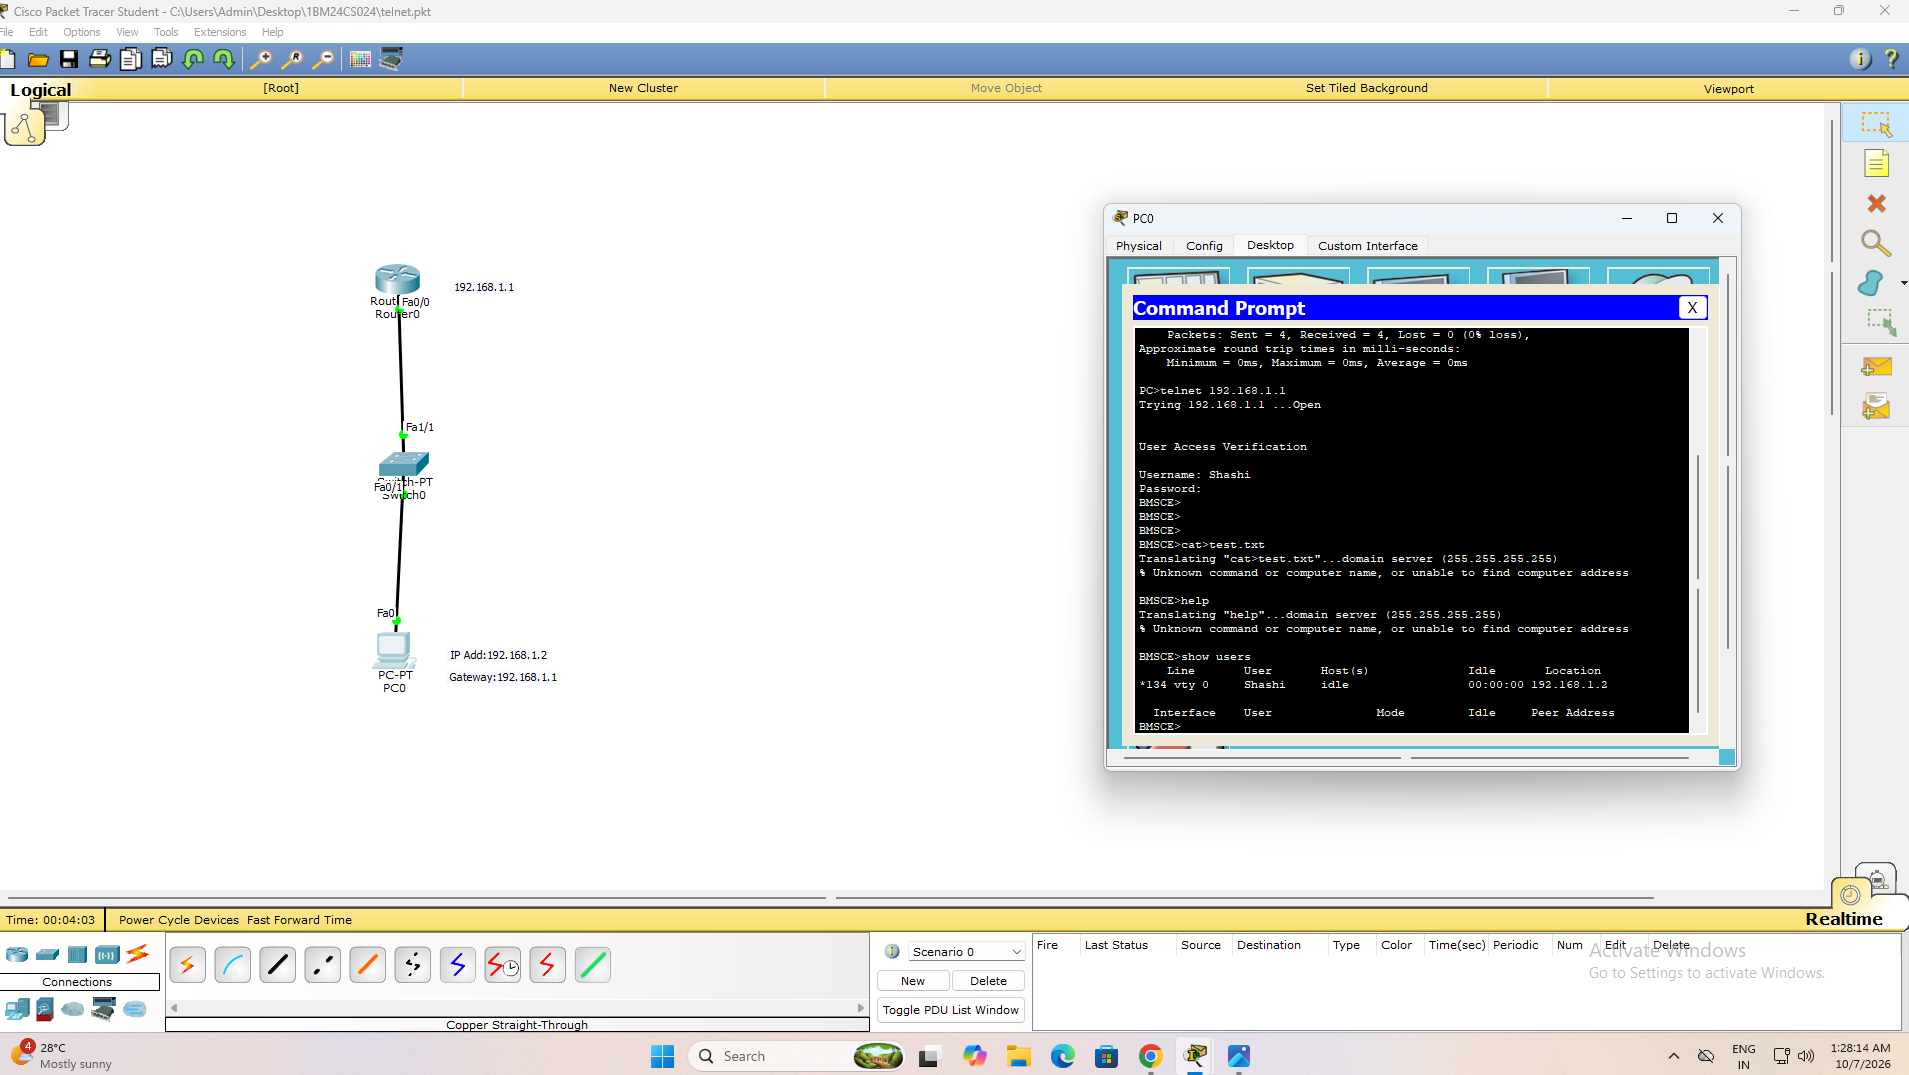 Cisco Packet Tracer Student - C:\Users\Admin\Desktop\1BM24CS024\telnet.pkt
File Edit Options View Tools Extensions Help
Logical [Root] New Cluster Move Object Set Tiled Background Viewport
192.168.1.1
Fa0/0
Router0
Fa1/1
Switch-PT
Fa0/1
Switch0
Fa0
IP Add:192.168.1.2
Gateway:192.168.1.1
PC-PT
PC0
PC0
Physical Config Desktop Custom Interface
Command Prompt X
Packets: Sent = 4, Received = 4, Lost = 0 (0% loss),
Approximate round trip times in milli-seconds:
Minimum = 0ms, Maximum = 0ms, Average = 0ms
PC>telnet 192.168.1.1
Trying 192.168.1.1 ...Open
User Access Verification
Username: Shashi
Password:
BMSCE>
BMSCE>
BMSCE>
BMSCE>cat>test.txt
Translating "cat>test.txt"...domain server (255.255.255.255)
% Unknown command or computer name, or unable to find computer address
BMSCE>help
Translating "help"...domain server (255.255.255.255)
% Unknown command or computer name, or unable to find computer address
BMSCE>show users
Line User Host(s) Idle Location
*134 vty 0 Shashi idle 00:00:00 192.168.1.2
Interface User Mode Idle Peer Address
BMSCE>
Time: 00:04:03 Power Cycle Devices Fast Forward Time Realtime
Connections
Copper Straight-Through
Scenario 0
New Delete
Toggle PDU List Window
Fire Last Status Source Destination Type Color Time(sec) Periodic Num Edit Delete
Activate Windows
Go to Settings to activate Windows.
4
28°C
Mostly sunny
Search
ENG
IN
1:28:14 AM
10/7/2026